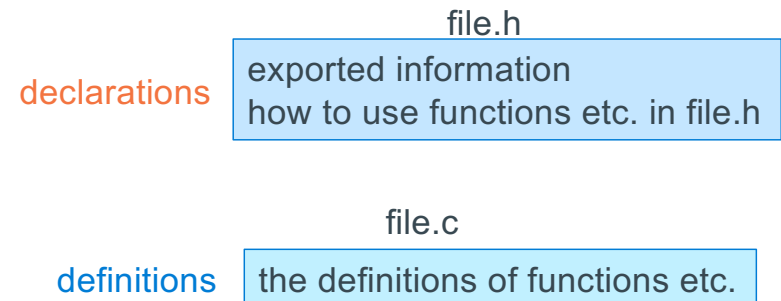 file.h
declarations
exported information
how to use functions etc. in file.h
file.c
definitions
the definitions of functions etc.